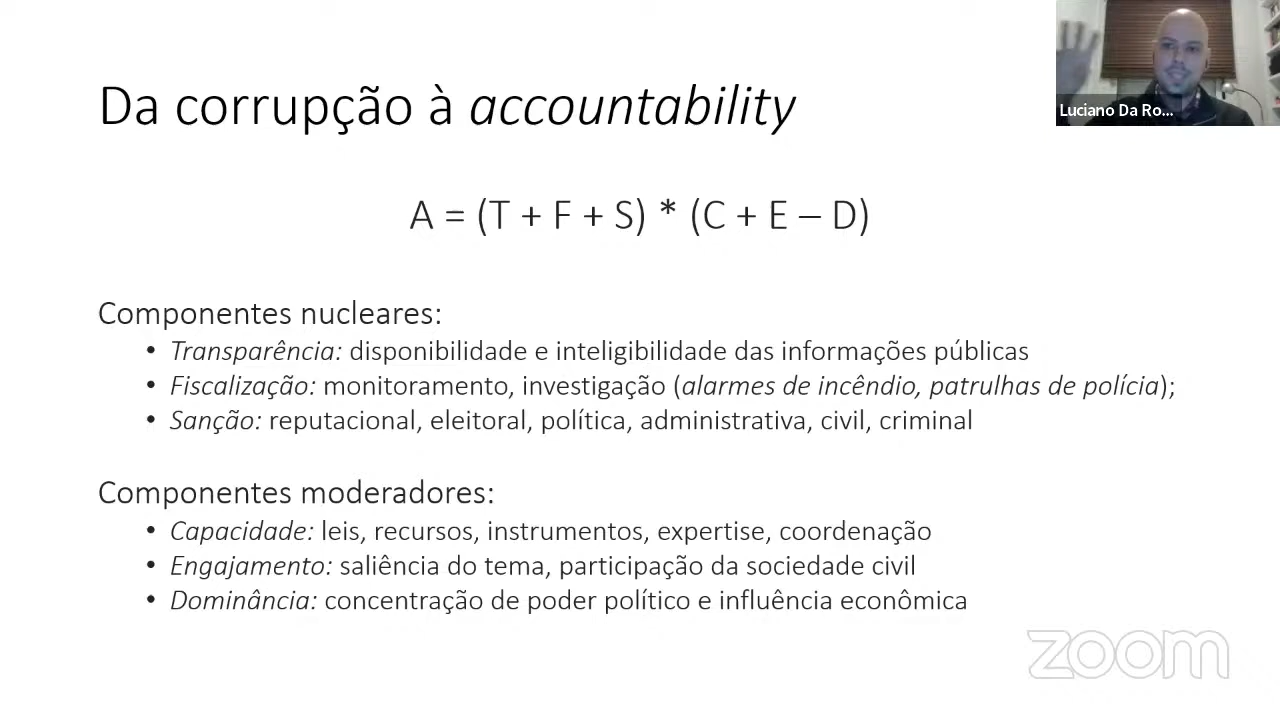 Da corrupção à accountability
Luciano Da Ro...
A = (T + F + S) * (C + E – D)
Componentes nucleares:
• Transparência: disponibilidade e inteligibilidade das informações públicas
• Fiscalização: monitoramento, investigação (alarmes de incêndio, patrulhas de polícia);
• Sanção: reputacional, eleitoral, política, administrativa, civil, criminal
Componentes moderadores:
• Capacidade: leis, recursos, instrumentos, expertise, coordenação
• Engajamento: saliência do tema, participação da sociedade civil
• Dominância: concentração de poder político e influência econômica
zoom